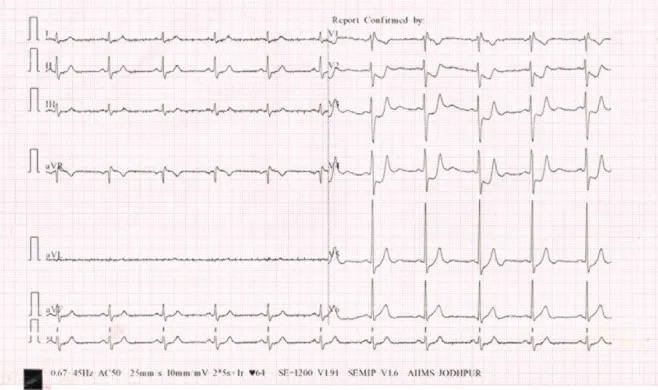 Report Confirmed by:
I V1
II V2
III V3
aVR V4
aVL V5
aVF V6
0.67~45Hz AC50 25mm/s 10mm/mV 2*5s+1r ♥64 SE-1200 V1.91 SEMIP V1.6 AIIMS JODHPUR